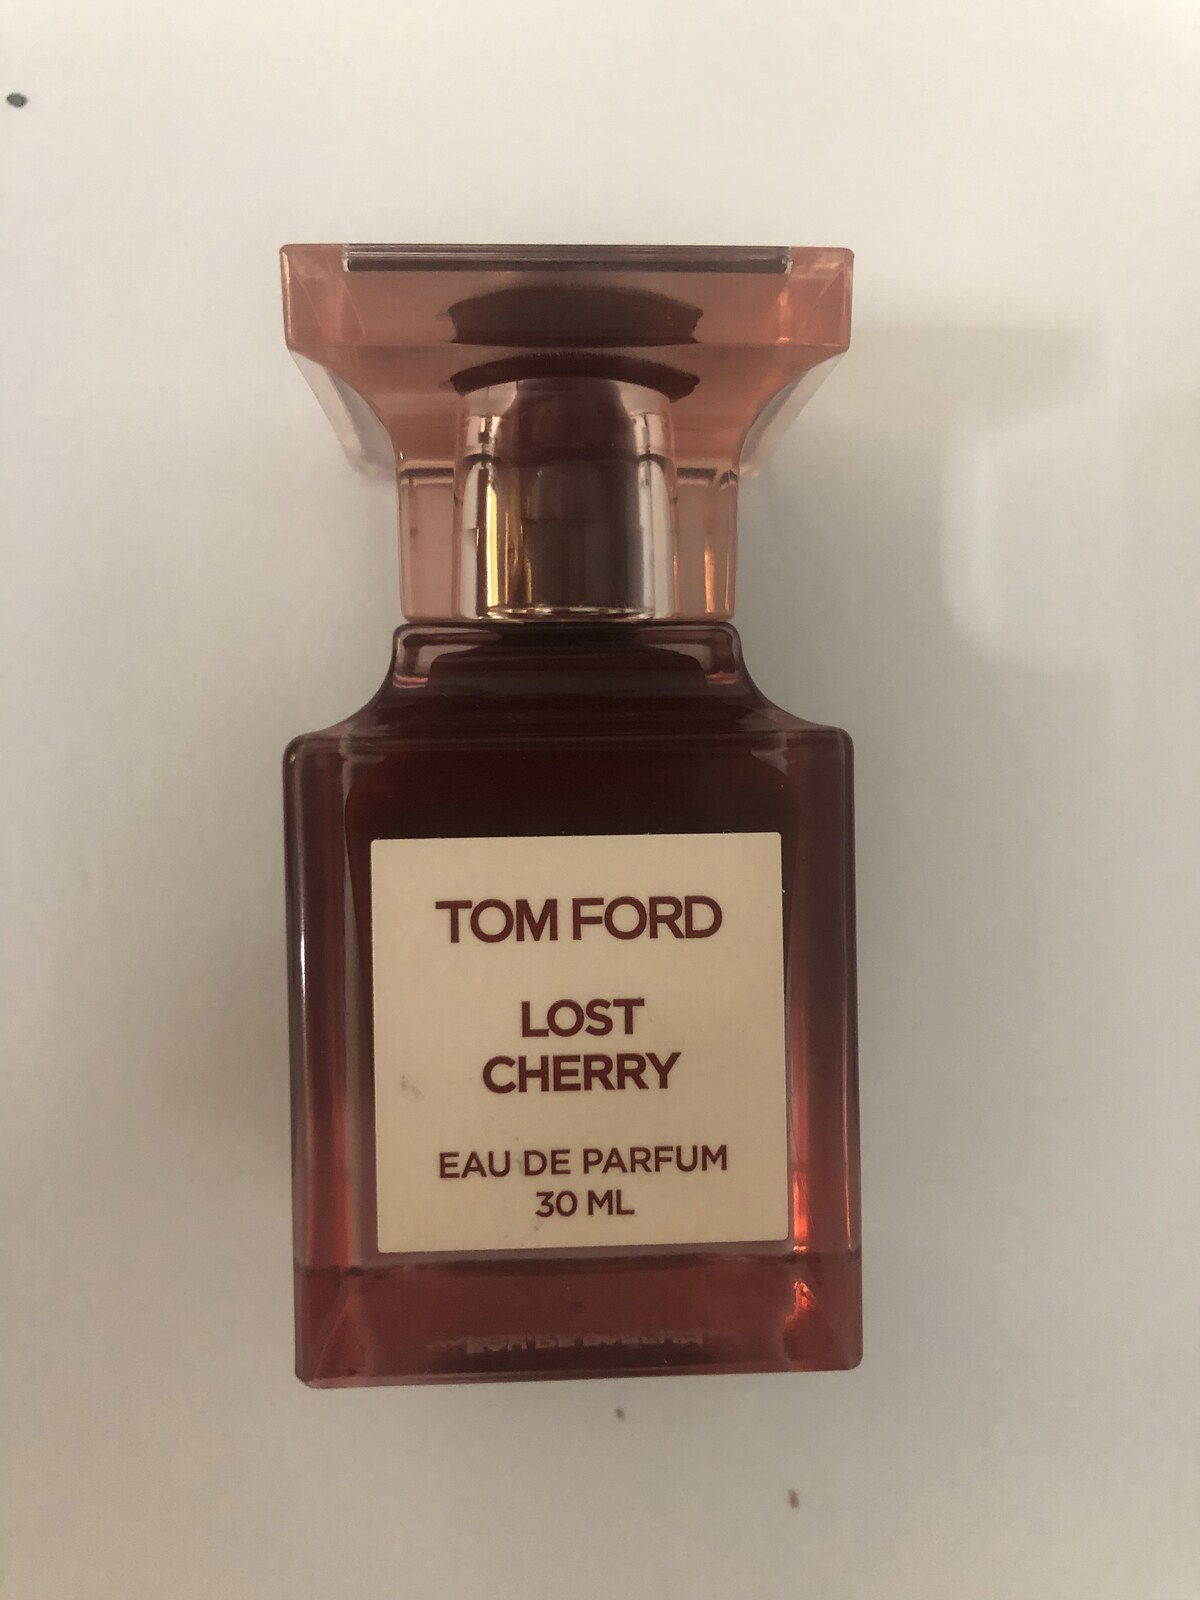 TOM FORD
LOST
CHERRY
EAU DE PARFUM
30 ML